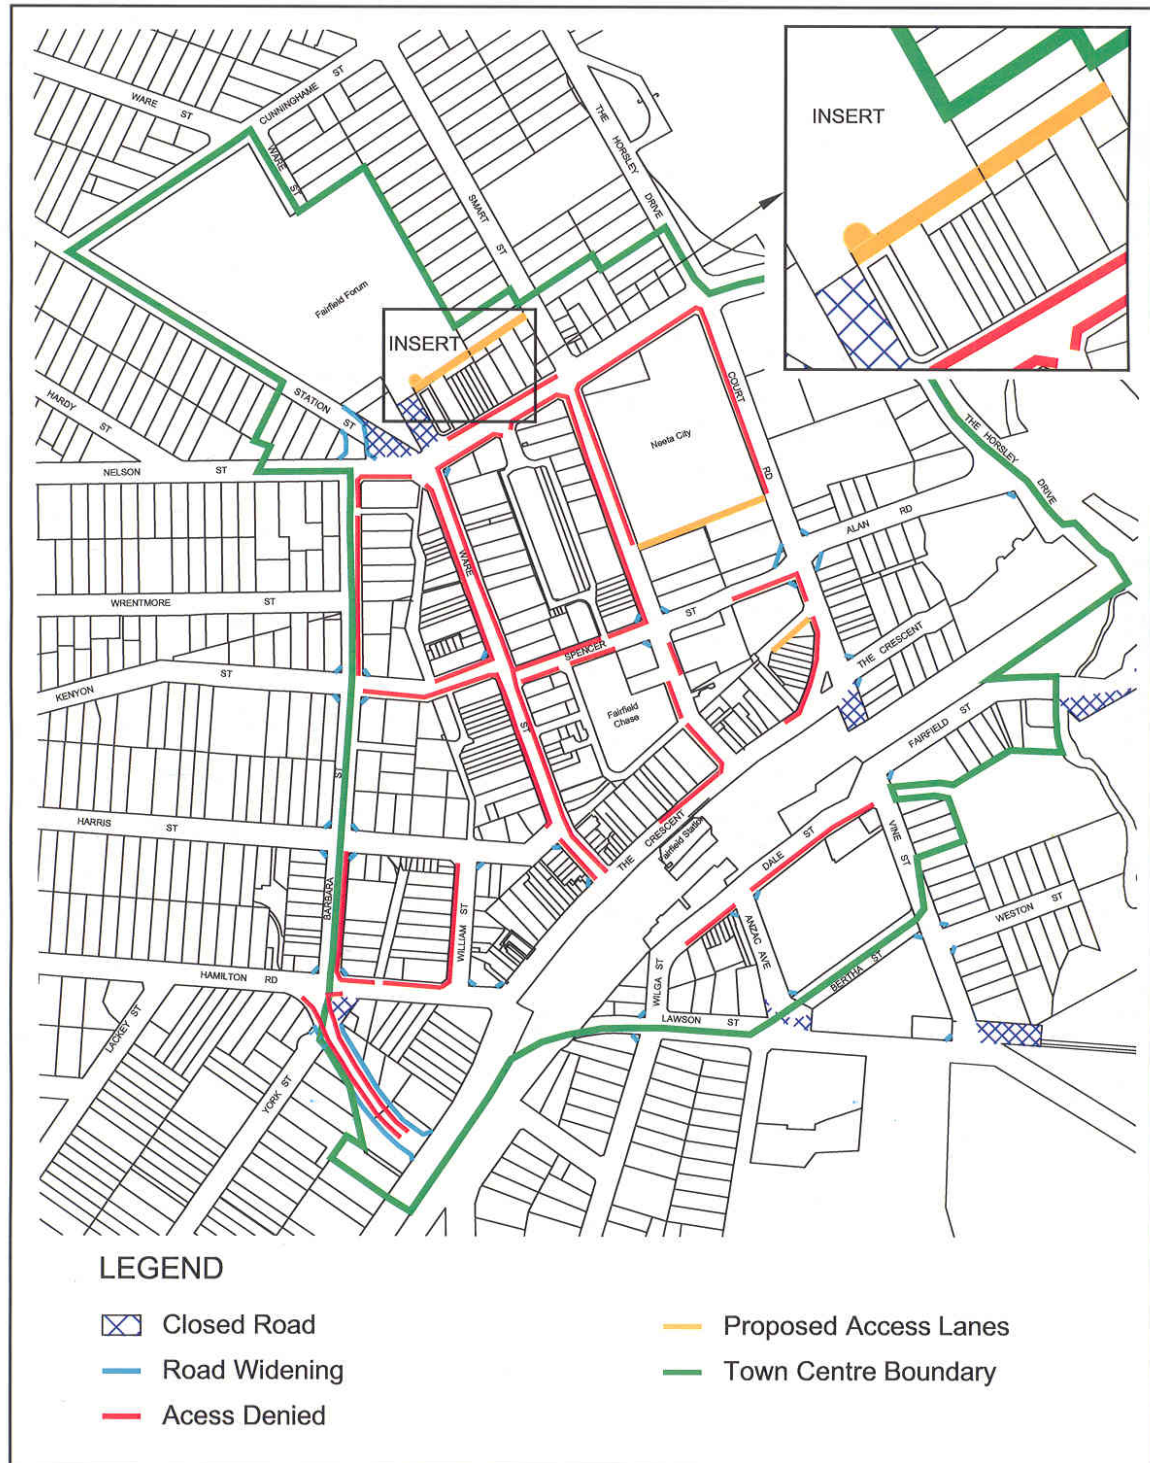 WARE ST
CUNNINGHAME ST
WARE ST
THE HORSLEY DRIVE
SMART ST
INSERT
Fairfield Forum
INSERT
STATION ST
HARDY ST
NELSON ST
COURT RD
Neeta City
THE HORSLEY DRIVE
ALAN RD
WARE ST
WRENTMORE ST
SPENCER ST
THE CRESCENT
KENYON ST
Fairfield
Chase
FAIRFIELD ST
HARRIS ST
THE CRESCENT
Fairfield Station
DALE ST
VINE ST
BARBARA ST
WILLIAM ST
ANZAC AVE
WESTON ST
HAMILTON RD
WILGA ST
BERTHA ST
LACKEY ST
LAWSON ST
YORK ST
LEGEND
Closed Road
Road Widening
Acess Denied
Proposed Access Lanes
Town Centre Boundary